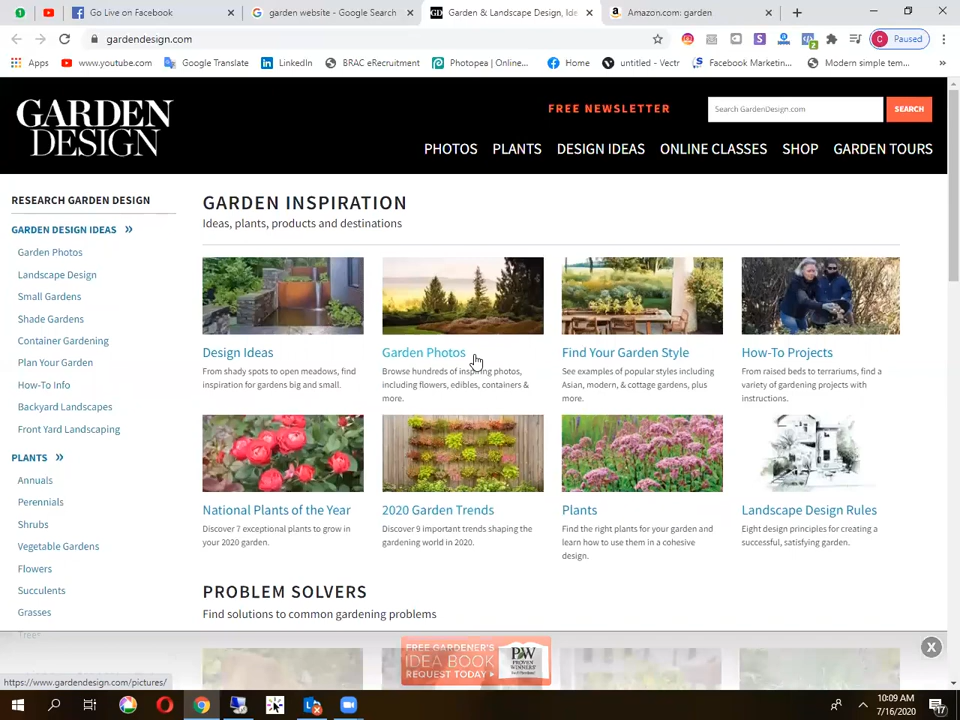 Go Live on Facebook
garden website - Google Search
Garden & Landscape Design, Ide
Amazon.com: garden
gardendesign.com
Paused
Apps
www.youtube.com
Google Translate
LinkedIn
BRAC eRecruitment
Photopea | Online...
Home
untitled - Vectr
Facebook Marketin...
Modern simple tem...
GARDEN
DESIGN
FREE NEWSLETTER
Search GardenDesign.com
SEARCH
PHOTOS
PLANTS
DESIGN IDEAS
ONLINE CLASSES
SHOP
GARDEN TOURS
RESEARCH GARDEN DESIGN
GARDEN DESIGN IDEAS »
Garden Photos
Landscape Design
Small Gardens
Shade Gardens
Container Gardening
Plan Your Garden
How-To Info
Backyard Landscapes
Front Yard Landscaping
PLANTS »
Annuals
Perennials
Shrubs
Vegetable Gardens
Flowers
Succulents
Grasses
Trees
GARDEN INSPIRATION
Ideas, plants, products and destinations
Design Ideas
From shady spots to open meadows, find
inspiration for gardens big and small.
Garden Photos
Browse hundreds of inspiring photos,
including flowers, edibles, containers &
more.
Find Your Garden Style
See examples of popular styles including
Asian, modern, & cottage gardens, plus
more.
How-To Projects
From raised beds to terrariums, find a
variety of gardening projects with
instructions.
National Plants of the Year
Discover 7 exceptional plants to grow in
your 2020 garden.
2020 Garden Trends
Discover 9 important trends shaping the
gardening world in 2020.
Plants
Find the right plants for your garden and
learn how to use them in a cohesive
design.
Landscape Design Rules
Eight design principles for creating a
successful, satisfying garden.
PROBLEM SOLVERS
Find solutions to common gardening problems
FREE GARDENER'S
IDEA BOOK
REQUEST TODAY
PW
PROVEN
WINNERS
https://www.gardendesign.com/pictures/
10:09 AM
7/16/2020
17